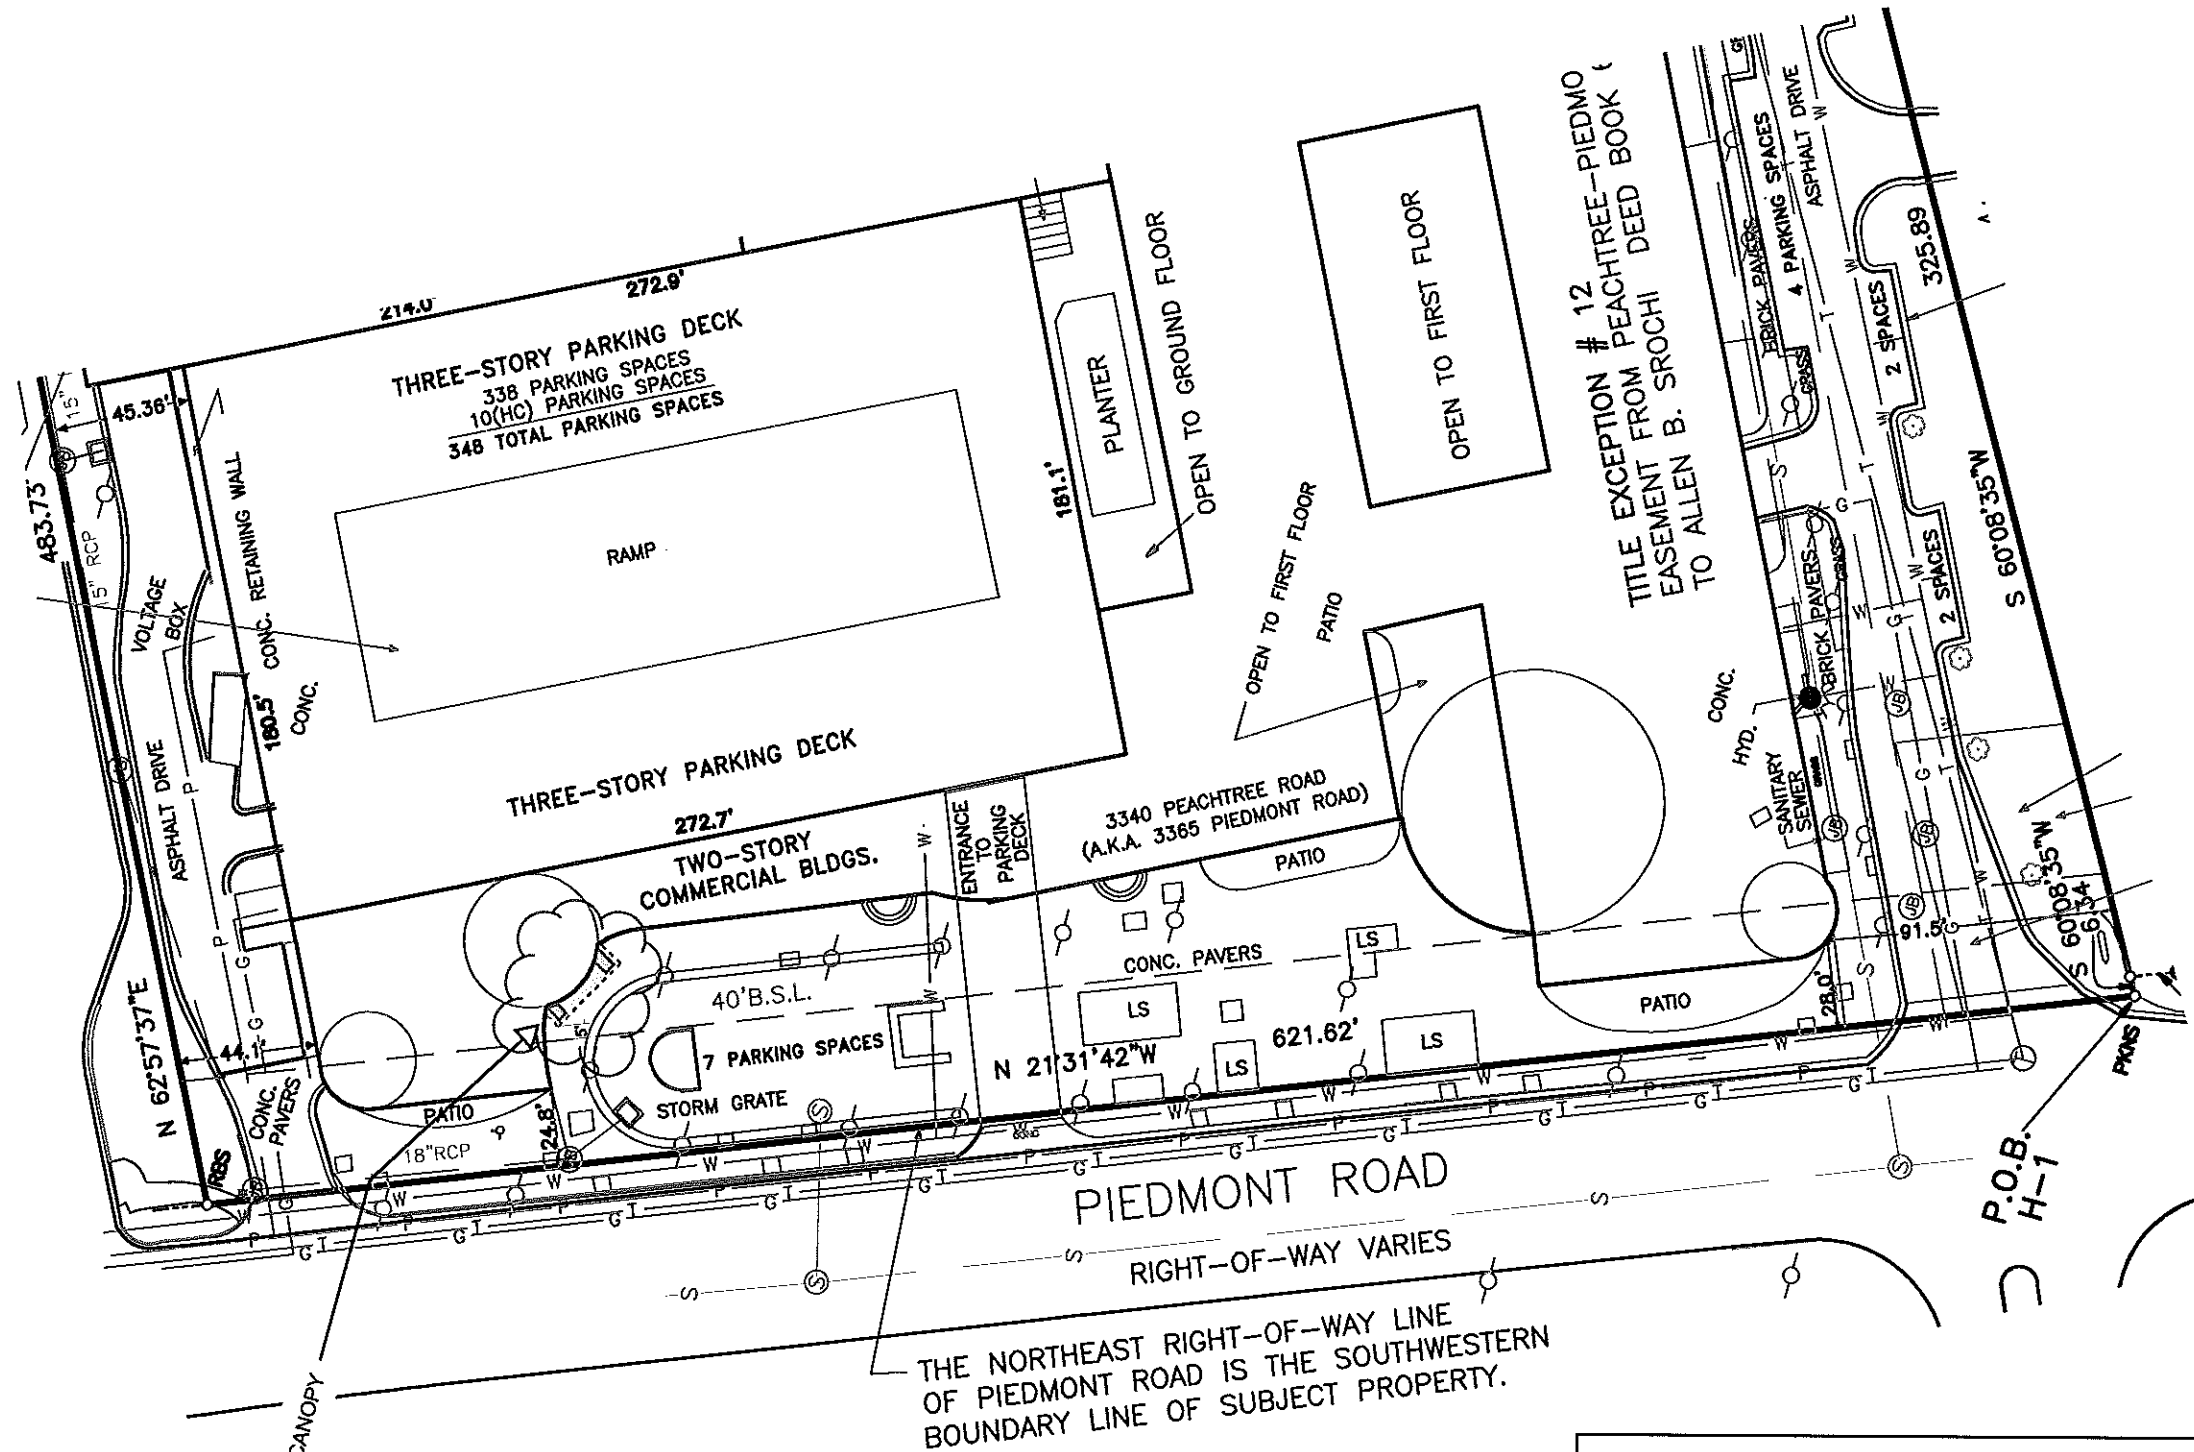 TITLE EXCEPTION # 12
EASEMENT FROM PEACHTREE-PIEDMO
TO ALLEN B. SROCHI DEED BOOK
272.9'
214.0'
THREE-STORY PARKING DECK
338 PARKING SPACES
10(HC) PARKING SPACES
348 TOTAL PARKING SPACES
45.36'
15"
483.73'
15" RCP
VOLTAGE
BOX
CONC. RETAINING WALL
180.5'
CONC.
ASPHALT DRIVE
RAMP
161.1'
PLANTER
OPEN TO GROUND FLOOR
OPEN TO FIRST FLOOR
OPEN TO FIRST FLOOR
PATIO
BRICK PAVERS
4 PARKING SPACES
ASPHALT DRIVE
GRASS
2 SPACES
325.89
2 SPACES
S 60°08'35"W
BRICK PAVERS
GRASS
CONC.
HYD.
SANITARY
SEWER
THREE-STORY PARKING DECK
272.7'
TWO-STORY
COMMERCIAL BLDGS.
ENTRANCE
TO
PARKING
DECK
3340 PEACHTREE ROAD
(A.K.A. 3365 PIEDMONT ROAD)
PATIO
CONC. PAVERS
LS
LS
LS
LS
40'B.S.L.
5'
7 PARKING SPACES
STORM GRATE
N 21°31'42"W
621.62'
PATIO
28.0'
91.5'
S 60°08'35"W
6.34
PKNS
P.O.B.
H-1
N 62°57'37"E
44.1'
CONC.
PAVERS
RBS
PATIO
18"RCP
24.8'
CANOPY
PIEDMONT ROAD
RIGHT-OF-WAY VARIES
THE NORTHEAST RIGHT-OF-WAY LINE
OF PIEDMONT ROAD IS THE SOUTHWESTERN
BOUNDARY LINE OF SUBJECT PROPERTY.